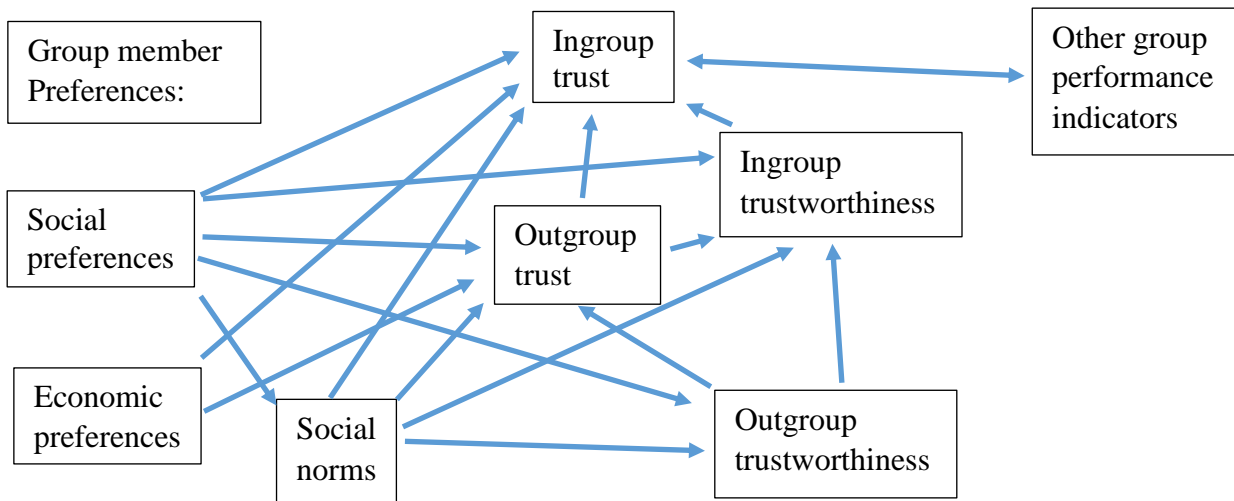 Group member
Preferences:
Ingroup
trust
Other group
performance
indicators
Ingroup
trustworthiness
Social
preferences
Outgroup
trust
Economic
preferences
Social
norms
Outgroup
trustworthiness